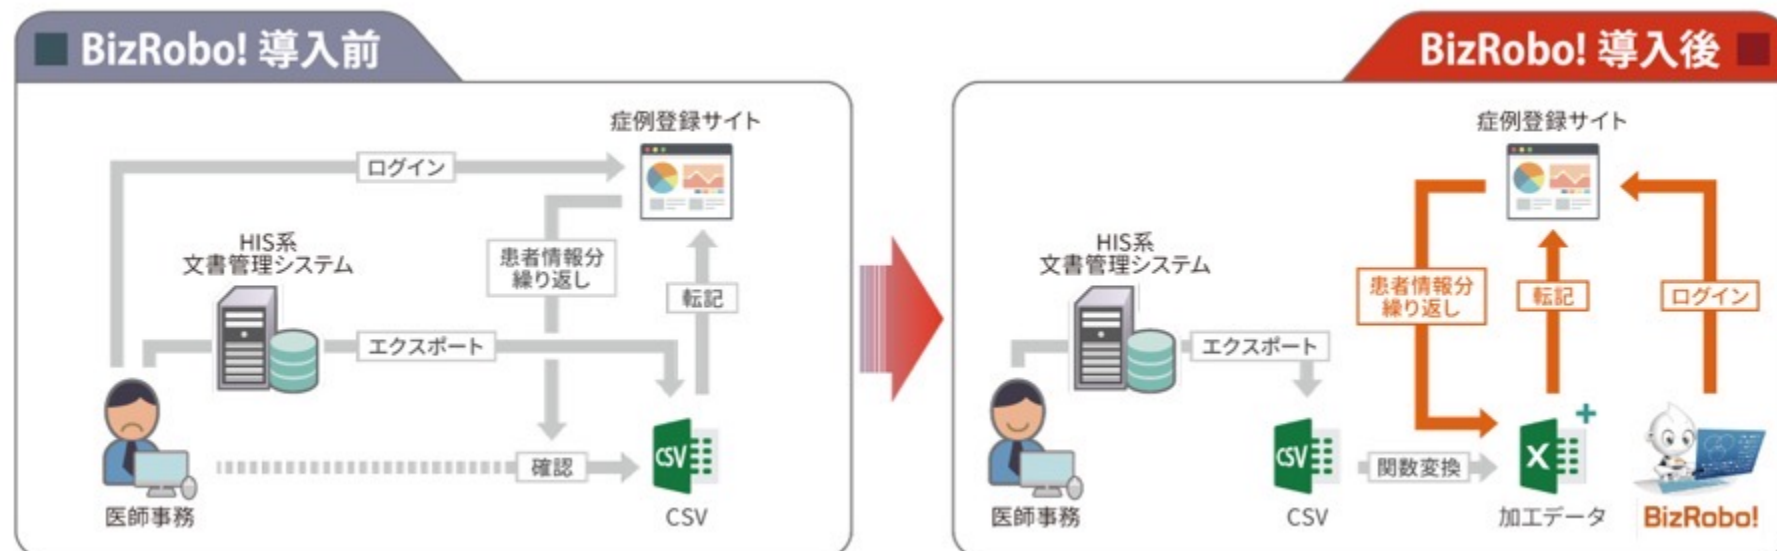 BizRobo! 導入前
症例登録サイト
ログイン
HIS系
文書管理システム
患者情報分
繰り返し
転記
エクスポート
CSV
確認
医師事務
CSV
BizRobo! 導入後
症例登録サイト
HIS系
文書管理システム
患者情報分
繰り返し
転記
ログイン
エクスポート
CSV
関数変換
X
医師事務
CSV
加工データ
BizRobo!